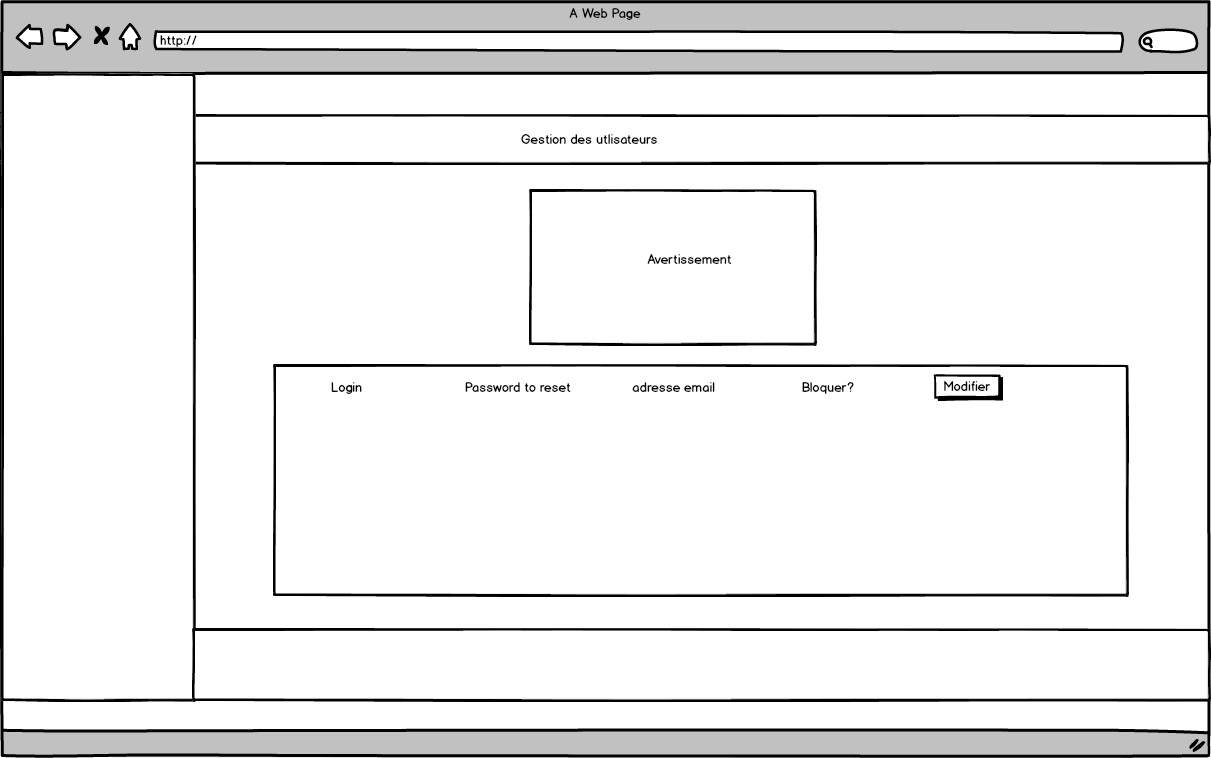 A Web Page
http://
Gestion des utlisateurs
Avertissement
Login Password to reset adresse email Bloquer? Modifier